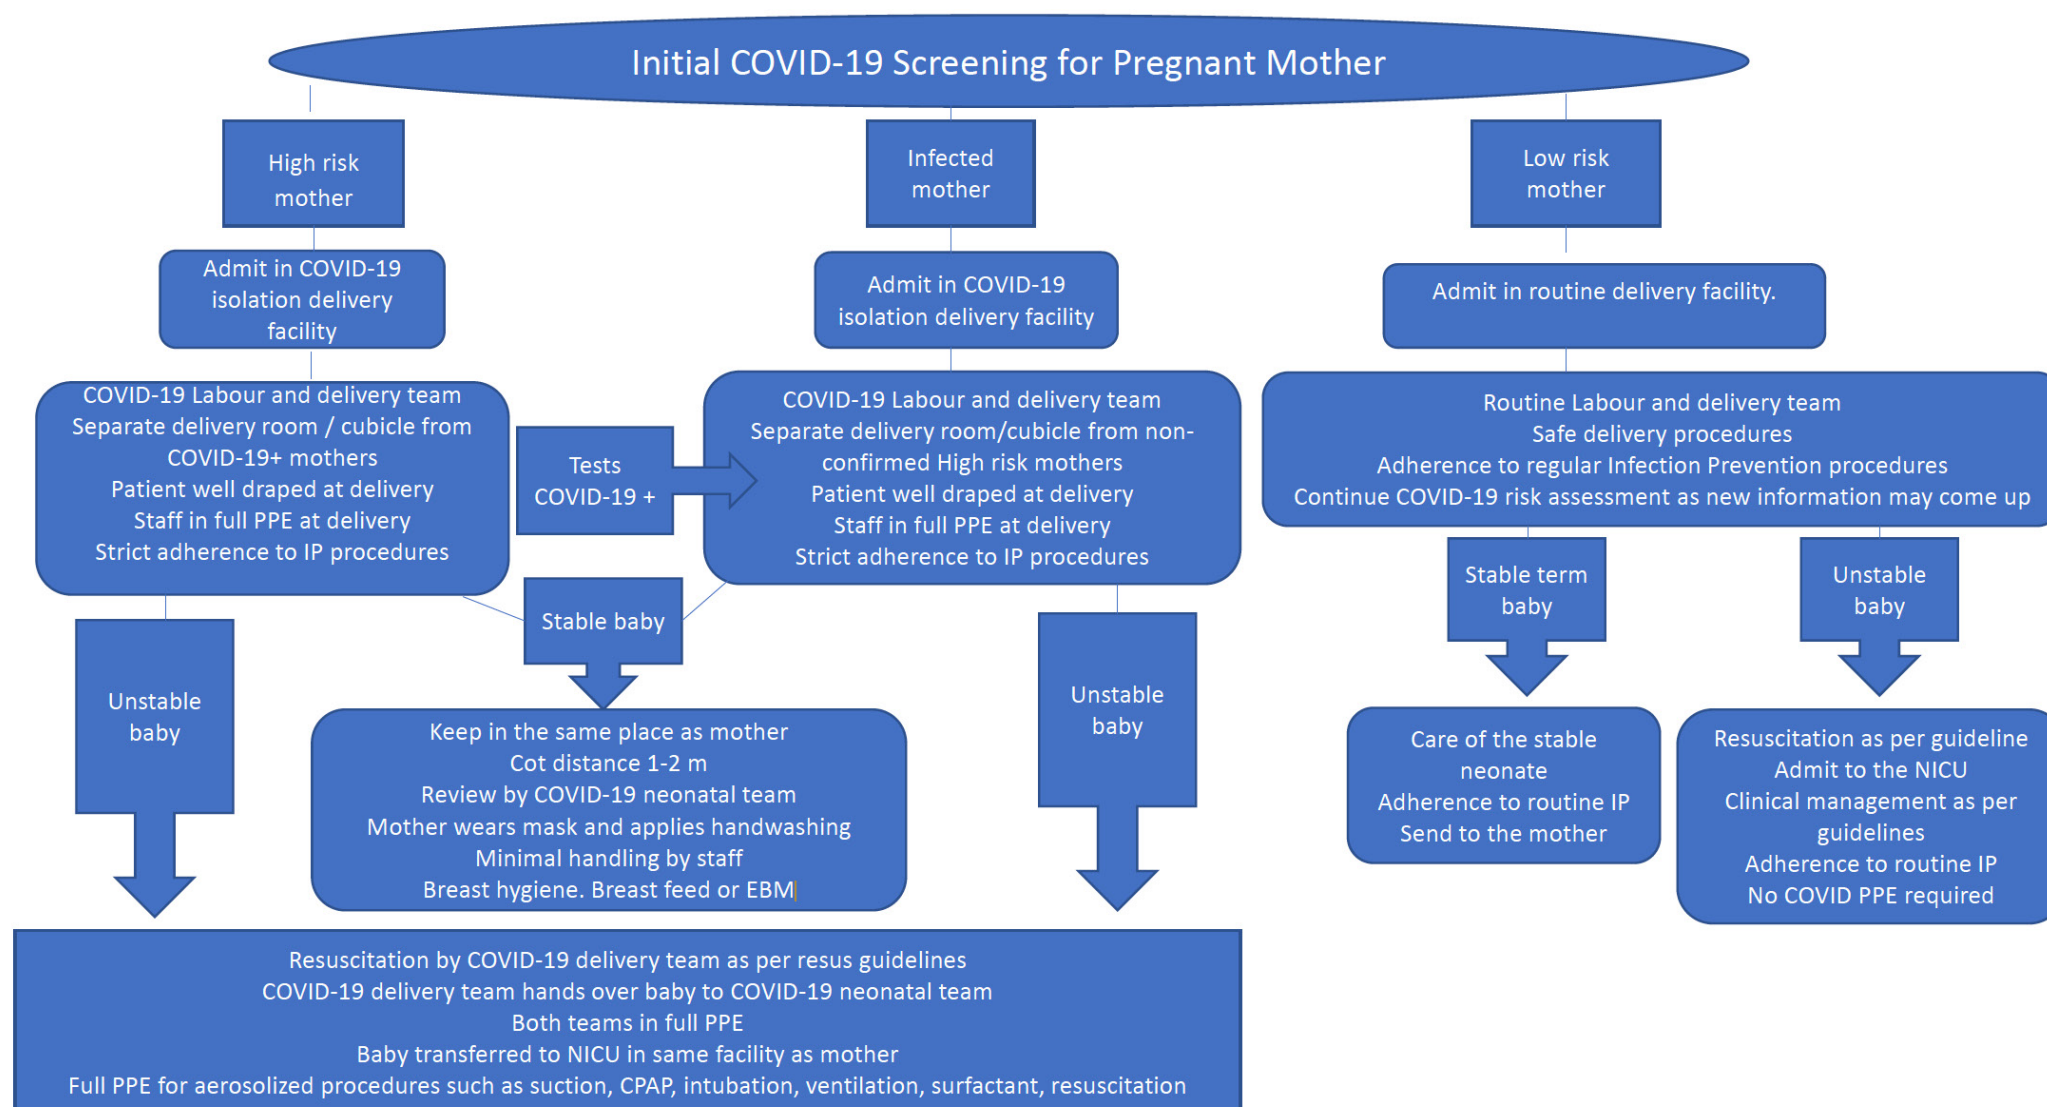 Initial COVID-19 Screening for Pregnant Mother
High risk
mother
Infected
mother
Low risk
mother
Admit in COVID-19
isolation delivery
facility
Admit in COVID-19
isolation delivery facility
Admit in routine delivery facility.
COVID-19 Labour and delivery team
Separate delivery room / cubicle from
COVID-19+ mothers
Patient well draped at delivery
Staff in full PPE at delivery
Strict adherence to IP procedures
Tests
COVID-19 +
COVID-19 Labour and delivery team
Separate delivery room/cubicle from non-
confirmed High risk mothers
Patient well draped at delivery
Staff in full PPE at delivery
Strict adherence to IP procedures
Routine Labour and delivery team
Safe delivery procedures
Adherence to regular Infection Prevention procedures
Continue COVID-19 risk assessment as new information may come up
Unstable
baby
Stable baby
Unstable
baby
Stable term
baby
Unstable
baby
Keep in the same place as mother
Cot distance 1-2 m
Review by COVID-19 neonatal team
Mother wears mask and applies handwashing
Minimal handling by staff
Breast hygiene. Breast feed or EBM
Care of the stable
neonate
Adherence to routine IP
Send to the mother
Resuscitation as per guideline
Admit to the NICU
Clinical management as per
guidelines
Adherence to routine IP
No COVID PPE required
Resuscitation by COVID-19 delivery team as per resus guidelines
COVID-19 delivery team hands over baby to COVID-19 neonatal team
Both teams in full PPE
Baby transferred to NICU in same facility as mother
Full PPE for aerosolized procedures such as suction, CPAP, intubation, ventilation, surfactant, resuscitation